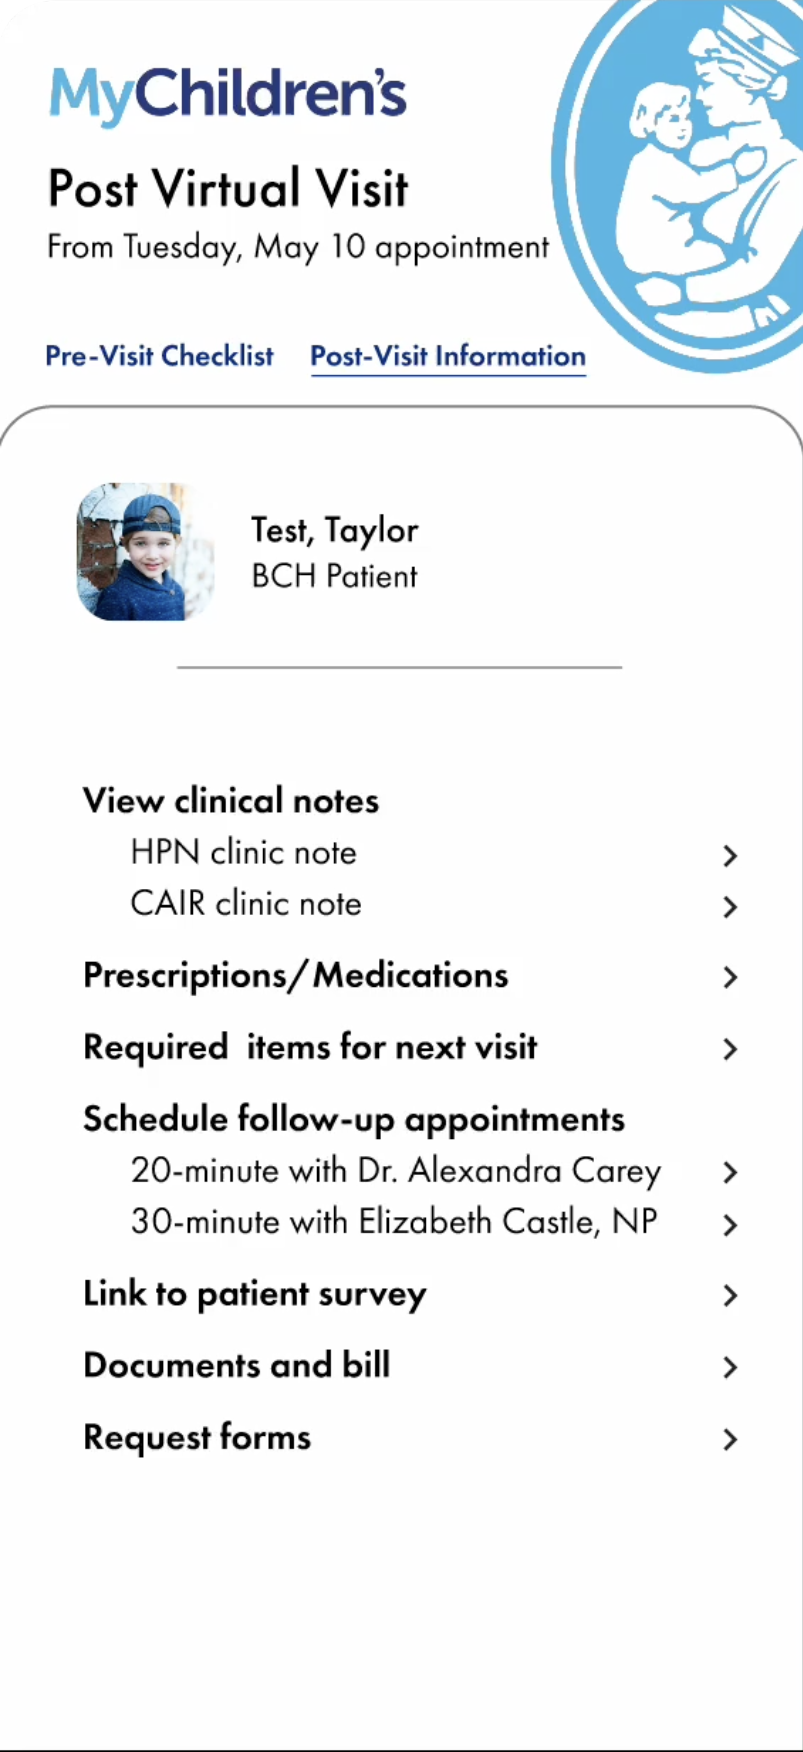 MyChildren's
Post Virtual Visit
From Tuesday, May 10 appointment
Pre-Visit Checklist Post-Visit Information
Test, Taylor
BCH Patient
View clinical notes
HPN clinic note
CAIR clinic note
Prescriptions/Medications
Required items for next visit
Schedule follow-up appointments
20-minute with Dr. Alexandra Carey
30-minute with Elizabeth Castle, NP
Link to patient survey
Documents and bill
Request forms